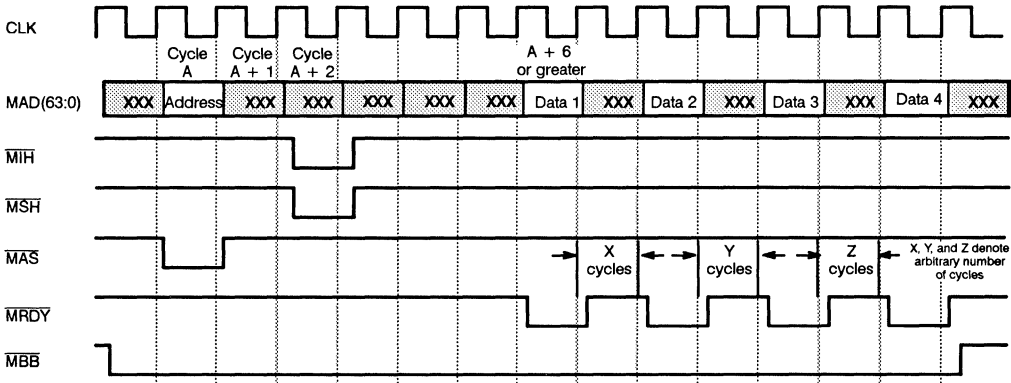 CLK
Cycle A
Cycle A + 1
Cycle A + 2
A + 6 or greater
MAD(63:0)
XXX Address XXX XXX XXX XXX XXX Data 1 XXX Data 2 XXX Data 3 XXX Data 4 XXX
MIH
MSH
MAS
X cycles
Y cycles
Z cycles
X, Y, and Z denote
arbitrary number
of cycles
MRDY
MBB